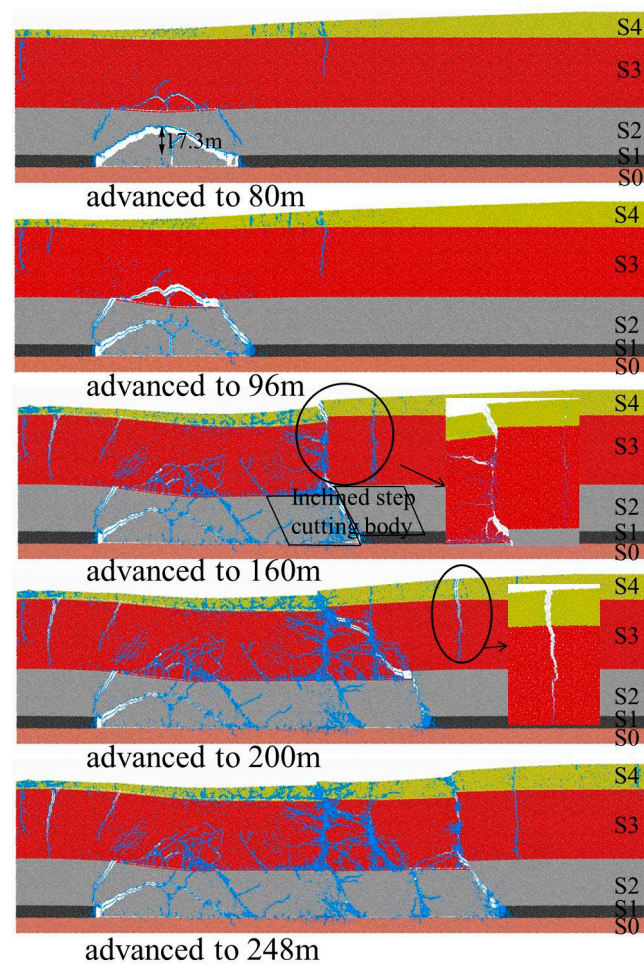 S4
S3
S2
17.3m
S1
S0
advanced to 80m
S4
S3
S2
S1
S0
advanced to 96m
S4
S3
Inclined step
S2
cutting body
S1
S0
advanced to 160m
S4
S3
S2
S1
S0
advanced to 200m
S4
S3
S2
S1
S0
advanced to 248m